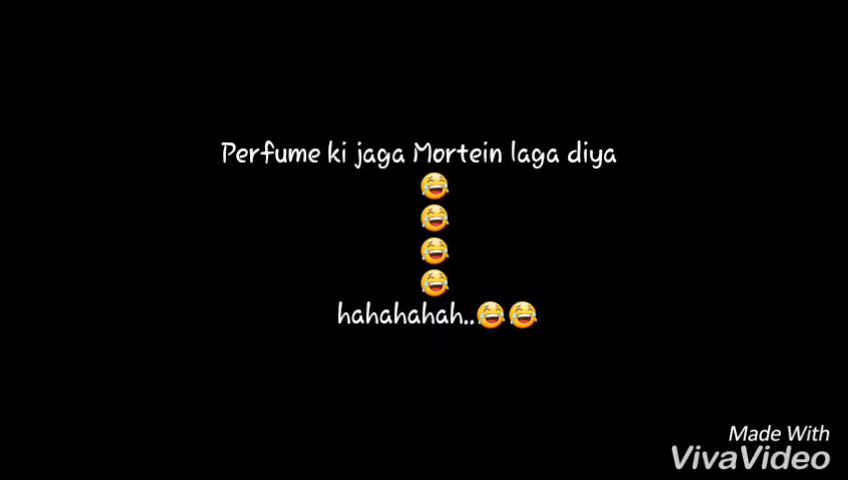 Perfume ki jaga Mortein laga diya
😂
😂
😂
😂
hahahahah..😂😂
Made With
VivaVideo